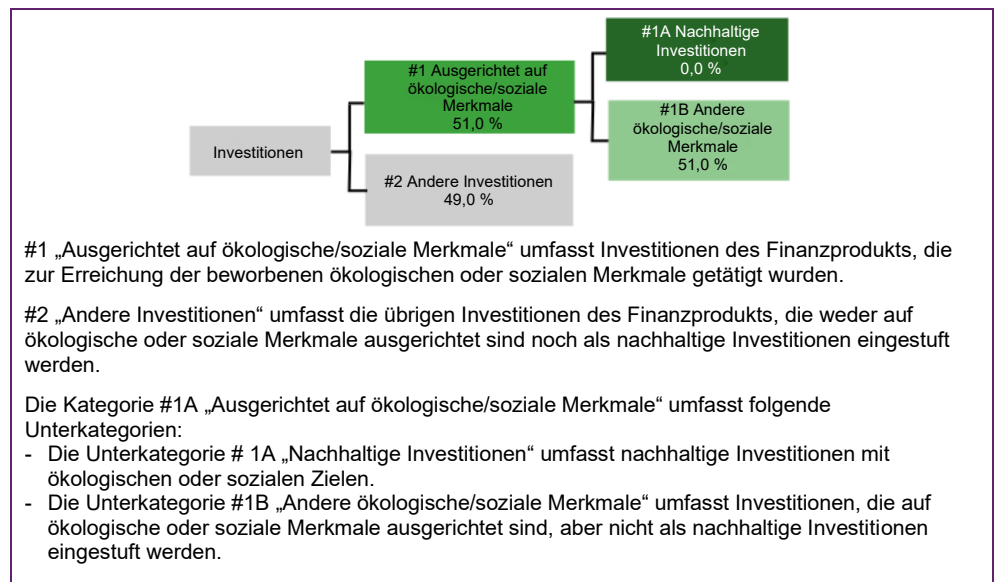 #1A Nachhaltige
Investitionen
0,0 %
#1 Ausgerichtet auf
ökologische/soziale
Merkmale
51,0 %
#1B Andere
ökologische/soziale
Merkmale
51,0 %
Investitionen
#2 Andere Investitionen
49,0 %
#1 „Ausgerichtet auf ökologische/soziale Merkmale“ umfasst Investitionen des Finanzprodukts, die
zur Erreichung der beworbenen ökologischen oder sozialen Merkmale getätigt wurden.
#2 „Andere Investitionen“ umfasst die übrigen Investitionen des Finanzprodukts, die weder auf
ökologische oder soziale Merkmale ausgerichtet sind noch als nachhaltige Investitionen eingestuft
werden.
Die Kategorie #1A „Ausgerichtet auf ökologische/soziale Merkmale“ umfasst folgende
Unterkategorien:
- Die Unterkategorie # 1A „Nachhaltige Investitionen“ umfasst nachhaltige Investitionen mit
ökologischen oder sozialen Zielen.
- Die Unterkategorie #1B „Andere ökologische/soziale Merkmale“ umfasst Investitionen, die auf
ökologische oder soziale Merkmale ausgerichtet sind, aber nicht als nachhaltige Investitionen
eingestuft werden.